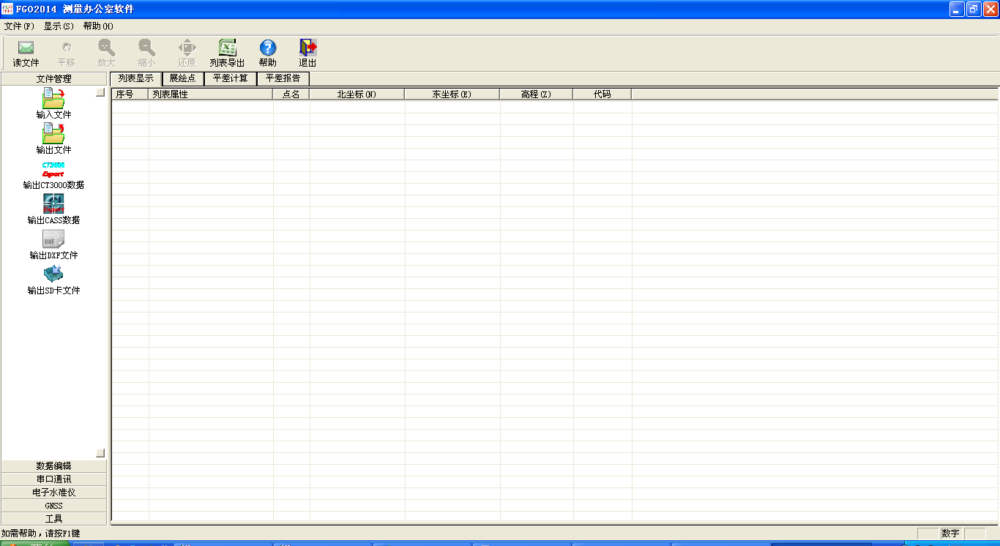 FGO2014 测量办公室软件
文件(F) 显示(S) 帮助(H)
读文件 平移 放大 缩小 还原 列表导出 帮助 退出
文件管理
列表显示 展绘点 平差计算 平差报告
序号 列表属性 点名 北坐标(N) 东坐标(E) 高程(Z) 代码
输入文件
输出文件
Export
输出CT3000数据
输出CASS数据
DXF
输出DXF文件
输出SD卡文件
数据编辑
串口通讯
电子水准仪
GNSS
工具
如需帮助，请按F1键
数字